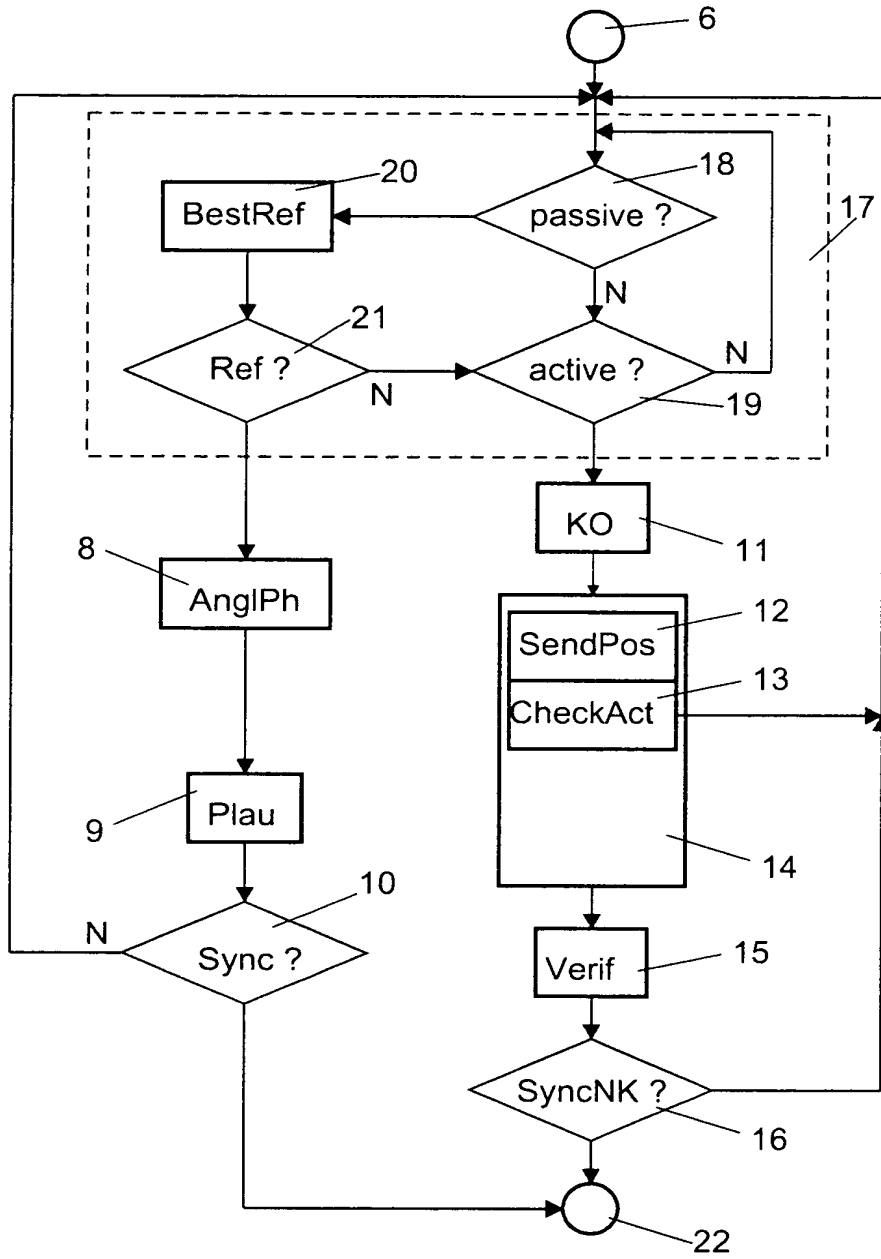 6
20
18
BestRef
passive ?
17
N
21
Ref ?
N
active ?
N
19
KO
11
8
AnglPh
12
SendPos
13
CheckAct
9
Plau
14
10
N
Sync ?
15
Verif
SyncNK ?
16
22